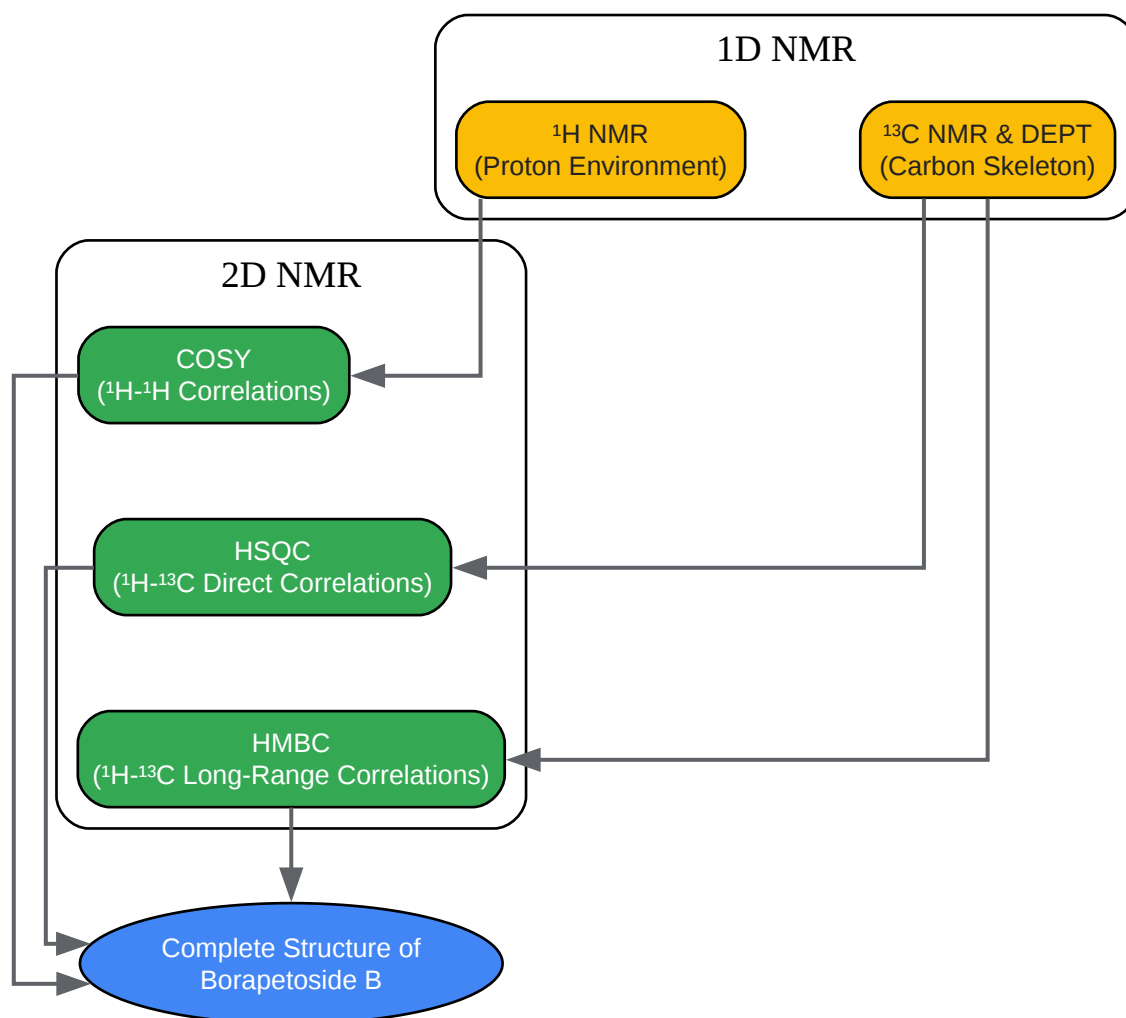 1D NMR
¹H NMR
(Proton Environment)
¹³C NMR & DEPT
(Carbon Skeleton)
2D NMR
COSY
(¹H-¹H Correlations)
HSQC
(¹H-¹³C Direct Correlations)
HMBC
(¹H-¹³C Long-Range Correlations)
Complete Structure of
Borapetoside B